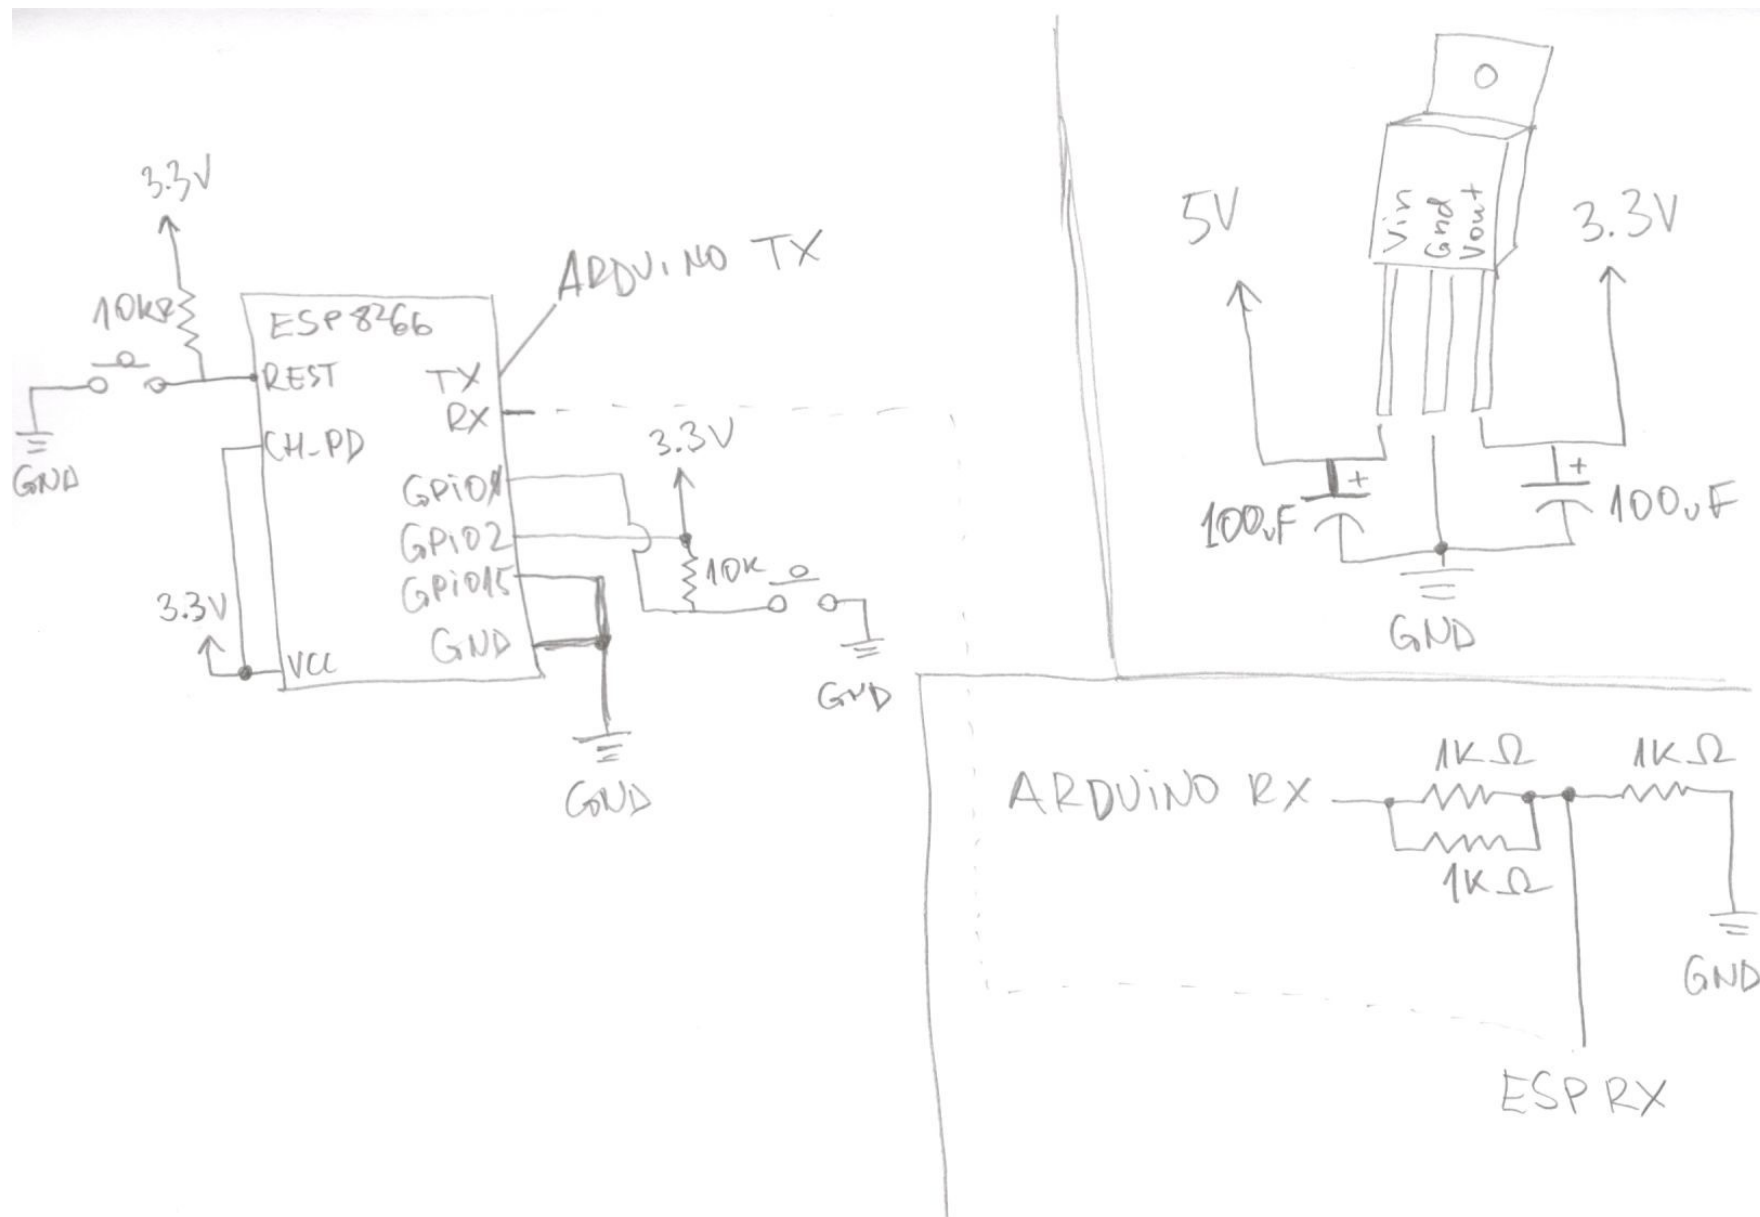 3.3V
10kΩ
GND
ESP8266
REST
CH_PD
VCC
3.3V
TX
RX
GPiO2
GPiO15
GND
ARDUiNO TX
3.3V
10K
GND
GND
5V
Vin
Gnd
Vout
3.3V
100uF
100uF
GND
ARDUiNO RX
1KΩ
1KΩ
1KΩ
GND
ESP RX